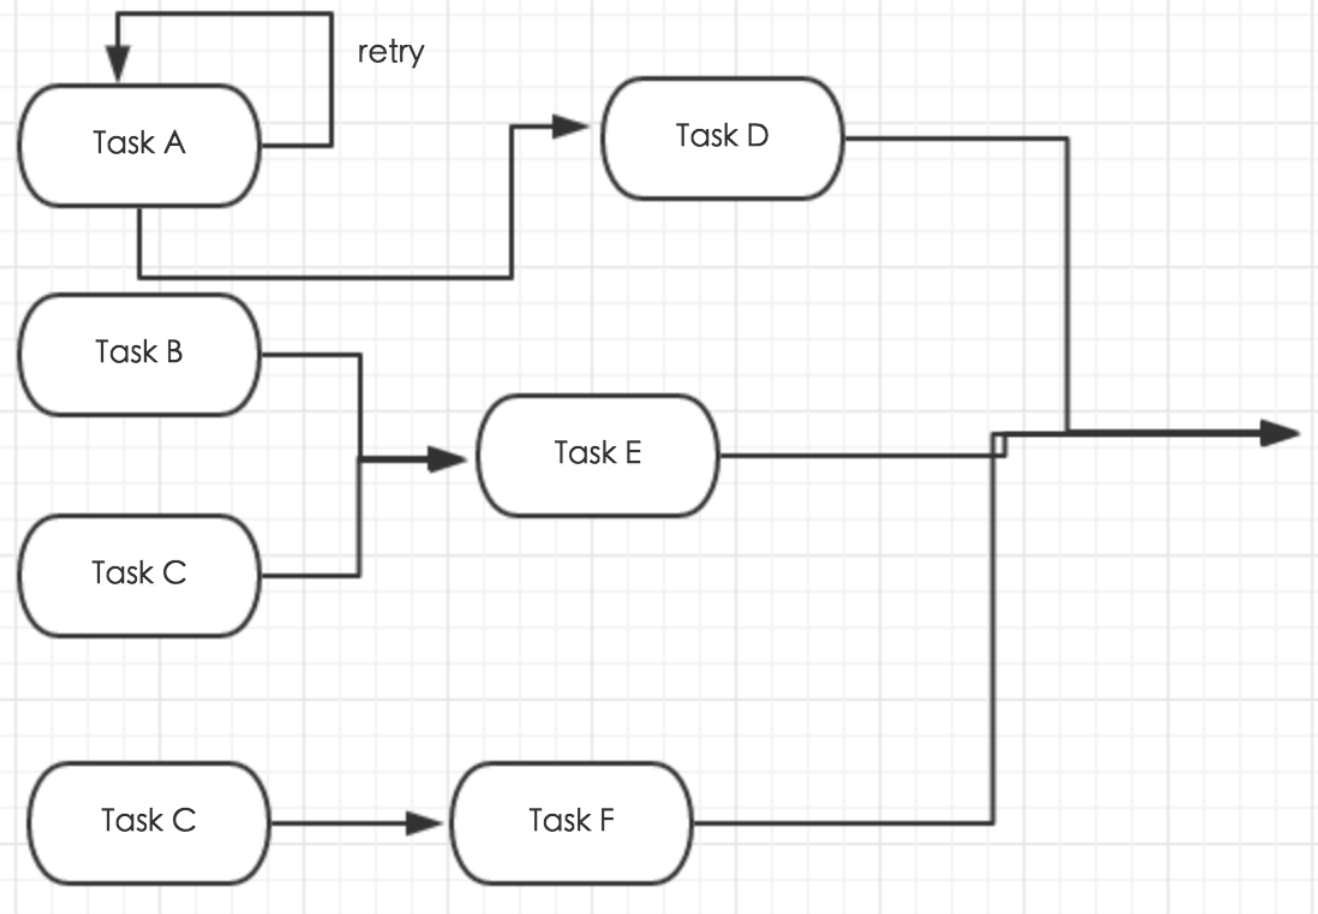 retry
Task A
Task D
Task B
Task E
Task C
Task C
Task F